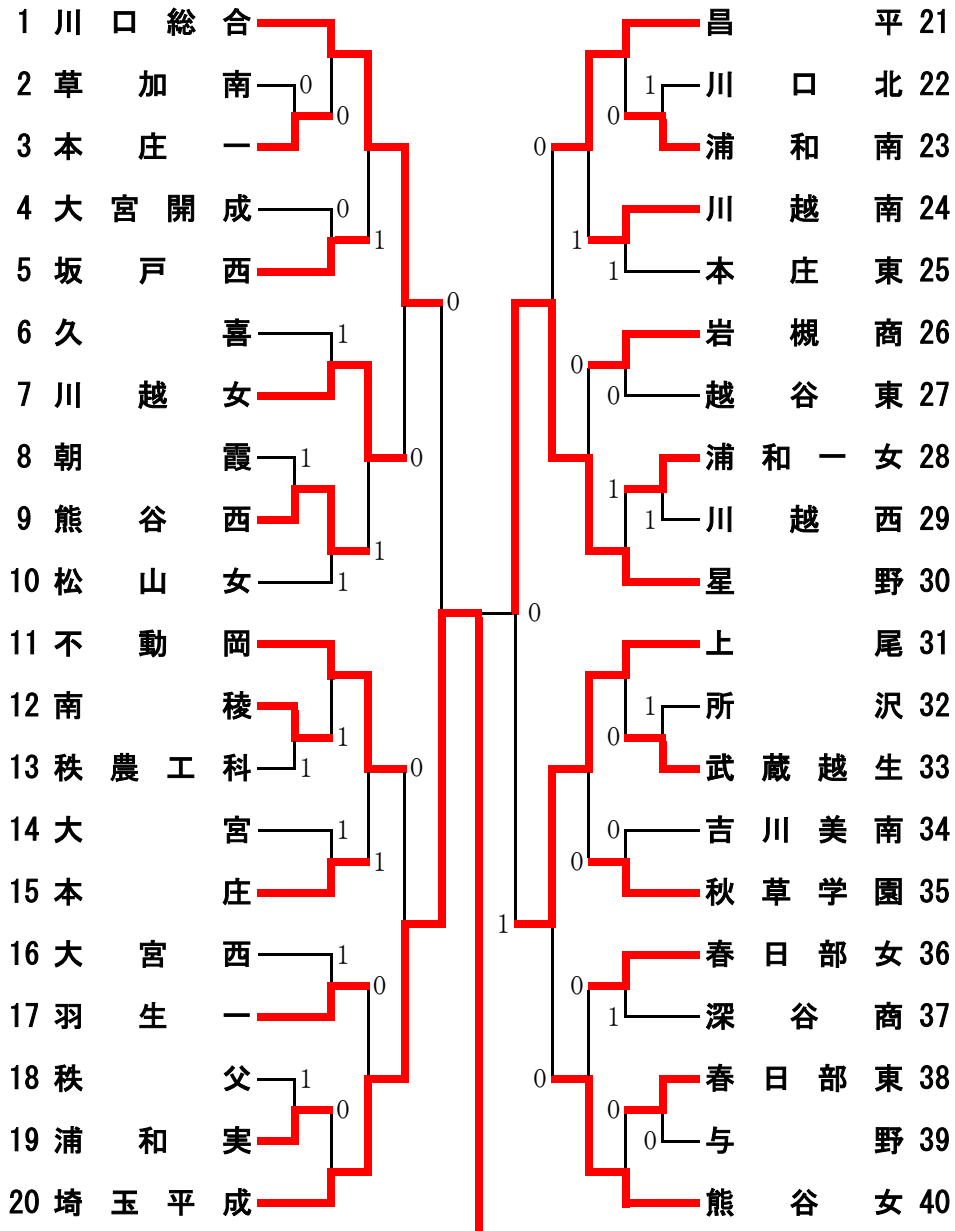 1 川口総合
2 草加南
3 本庄一
4 大宮開成
5 坂戸西
6 久喜
7 川越女
8 朝霞
9 熊谷西
10 松山女
11 不動岡
12 南稜
13 秩農工科
14 大宮
15 本庄
16 大宮西
17 羽生一
18 秩父
19 浦和実
20 埼玉平成
0
0
0
1
0
1
0
1
1
1
1
1
0
1
1
1
0
1
0
昌平 21
川口北 22
浦和南 23
川越南 24
本庄東 25
岩槻商 26
越谷東 27
浦和一女 28
川越西 29
星野 30
上尾 31
所沢 32
武蔵越生 33
吉川美南 34
秋草学園 35
春日部女 36
深谷商 37
春日部東 38
与野 39
熊谷女 40
1
0
0
1
1
0
0
1
1
0
1
0
0
0
1
0
1
0
0
0